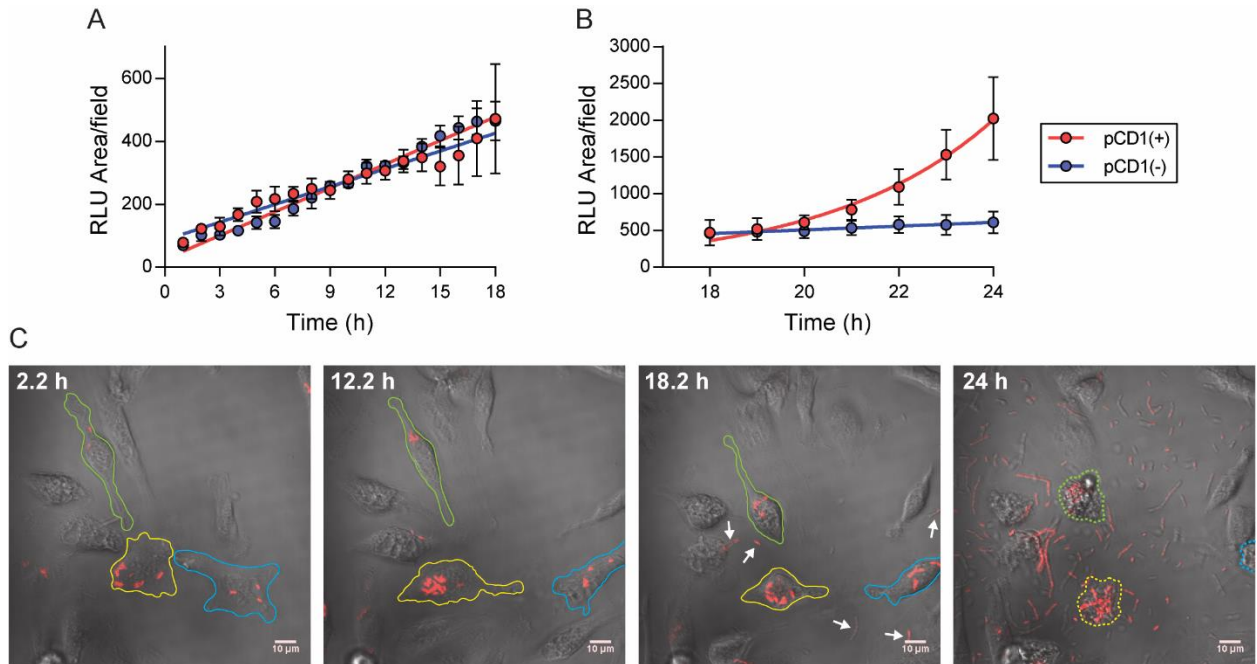 A
RLU Area/field
600
400
200
0
0
3
6
9
12
15
18
Time (h)
B
RLU Area/field
3000
2500
2000
1500
1000
500
0
18
20
22
24
Time (h)
pCD1(+)
pCD1(-)
C
2.2 h
10 µm
12.2 h
10 µm
18.2 h
10 µm
24 h
10 µm